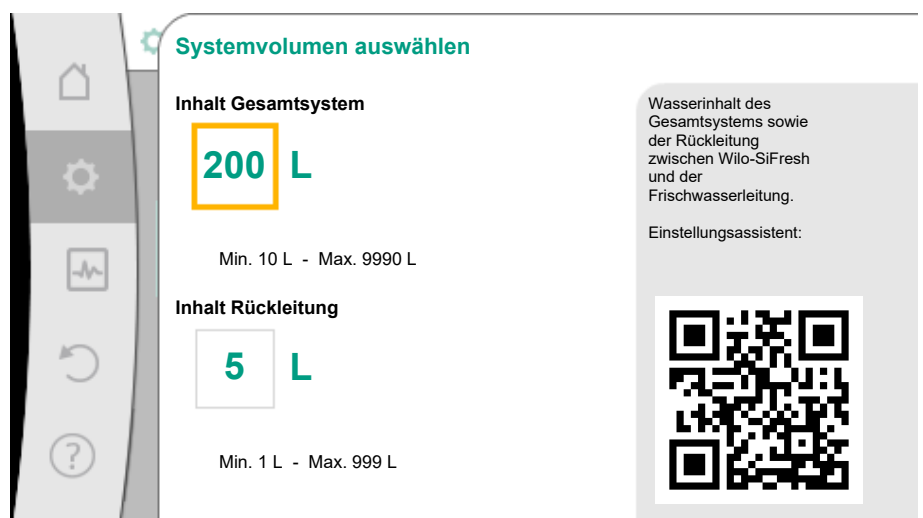 Systemvolumen auswählen
Inhalt Gesamtsystem
200 L
Min. 10 L - Max. 9990 L
Inhalt Rückleitung
5 L
Min. 1 L - Max. 999 L
Wasserinhalt des
Gesamtsystems sowie
der Rückleitung
zwischen Wilo-SiFresh
und der
Frischwasserleitung.
Einstellungsassistent:
?